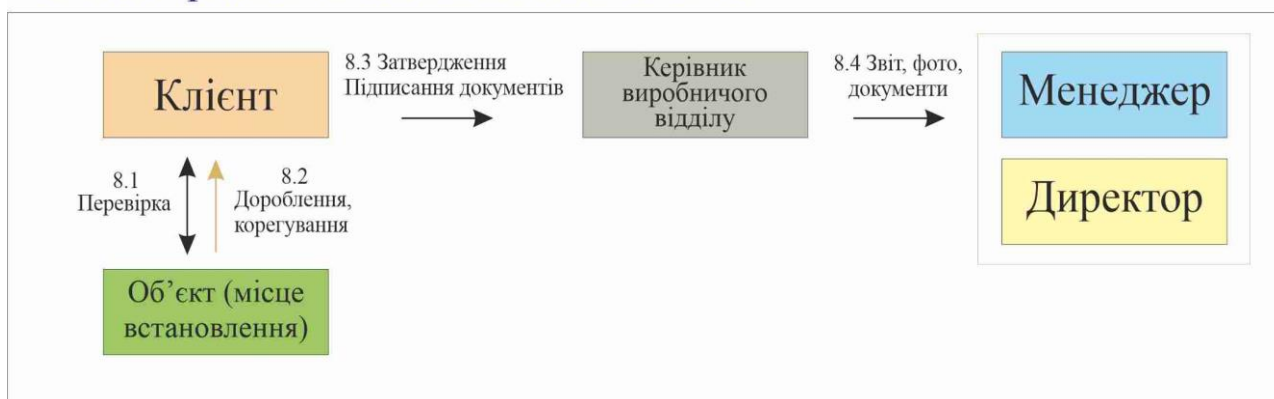 Клієнт
8.3 Затвердження
Підписання документів
Керівник
виробничого
відділу
8.4 Звіт, фото,
документи
Менеджер
Директор
8.1
Перевірка
8.2
Дороблення,
корегування
Об’єкт (місце
встановлення)